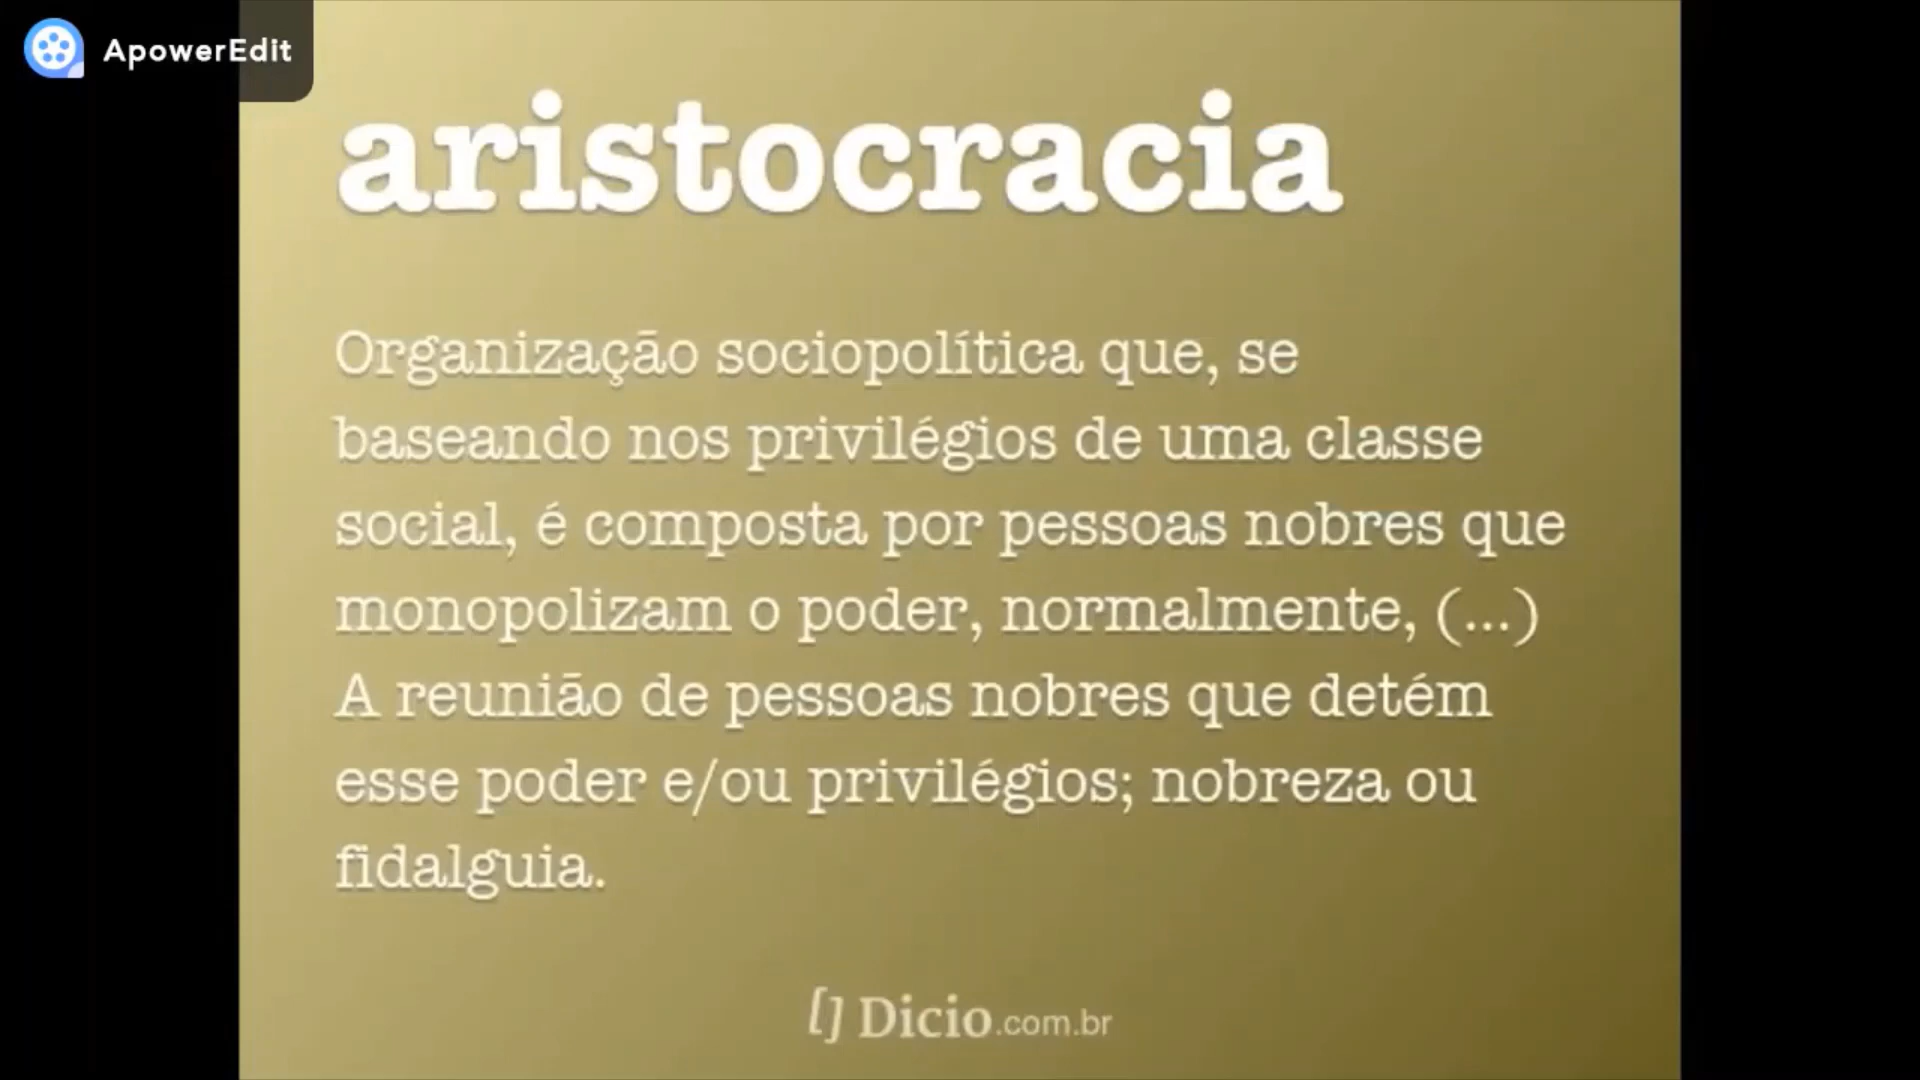 ApowerEdit
aristocracia
Organização sociopolítica que, se
baseando nos privilégios de uma classe
social, é composta por pessoas nobres que
monopolizam o poder, normalmente, (...)
A reunião de pessoas nobres que detém
esse poder e/ou privilégios; nobreza ou
fidalguia.
Dicio.com.br